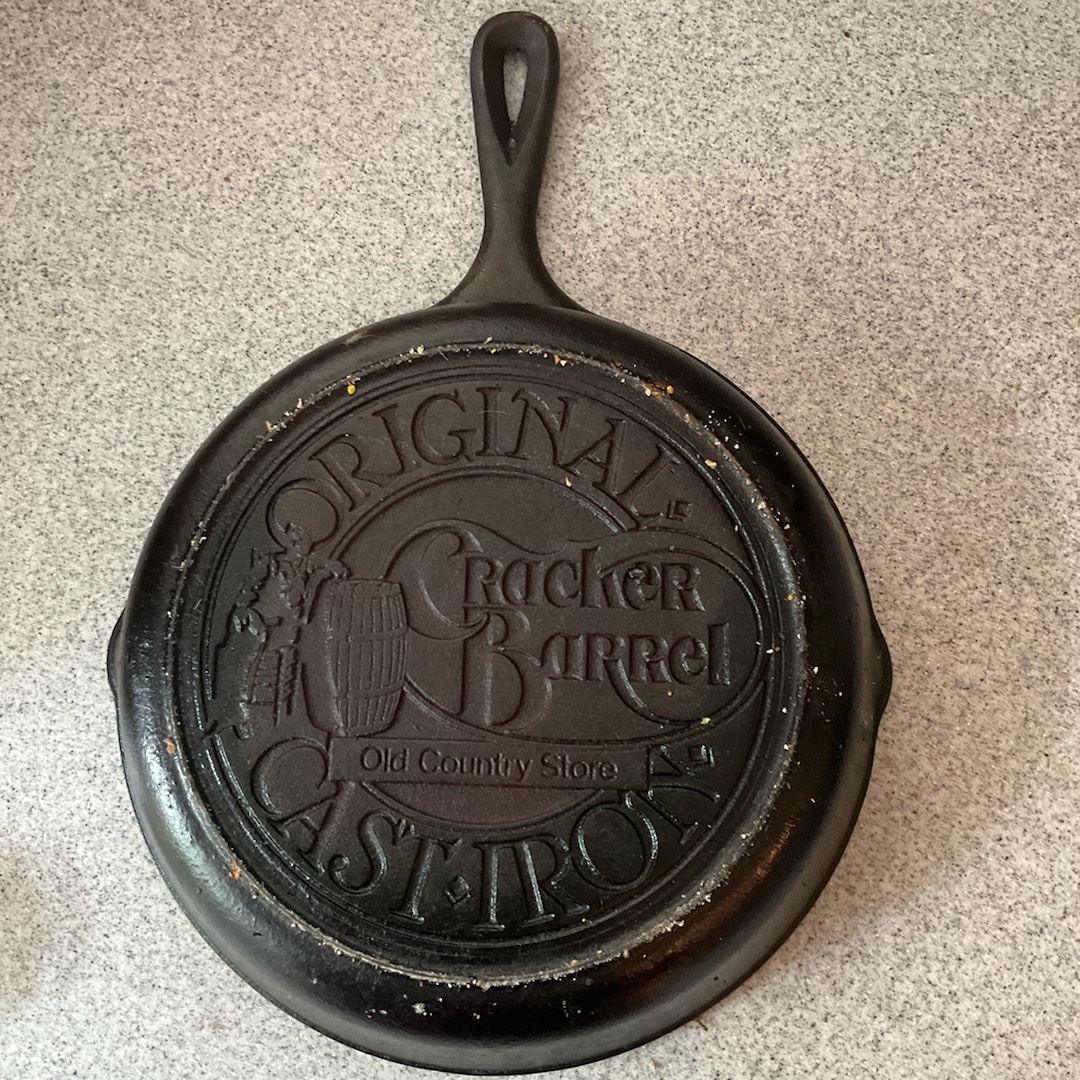 ORIGINAL
Cracker
Barrel
Old Country Store
CAST·IRON